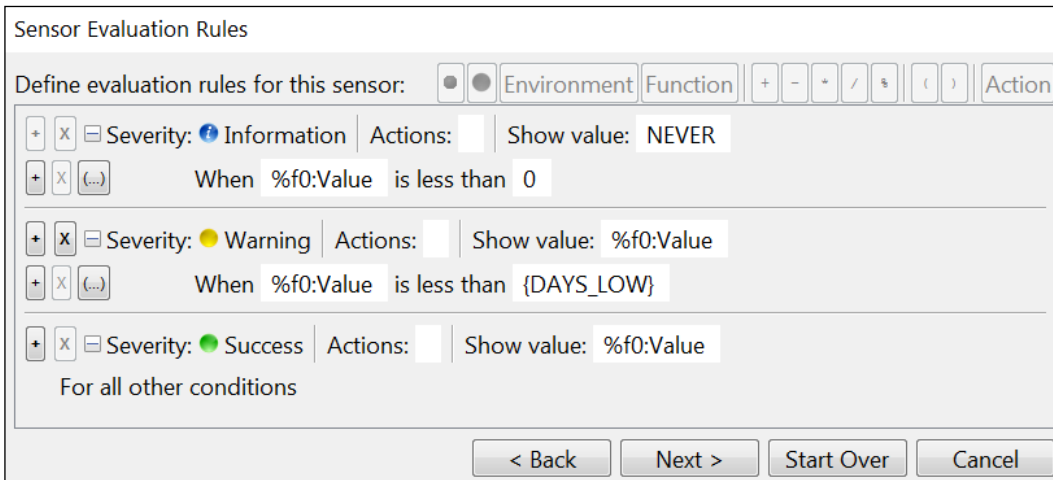 Sensor Evaluation Rules
Define evaluation rules for this sensor: Environment Function + - * / % ( ) Action
+ X Severity: Information Actions: Show value: NEVER
+ X (...) When %f0:Value is less than 0
+ X Severity: Warning Actions: Show value: %f0:Value
+ X (...) When %f0:Value is less than {DAYS_LOW}
+ X Severity: Success Actions: Show value: %f0:Value
For all other conditions
< Back Next > Start Over Cancel